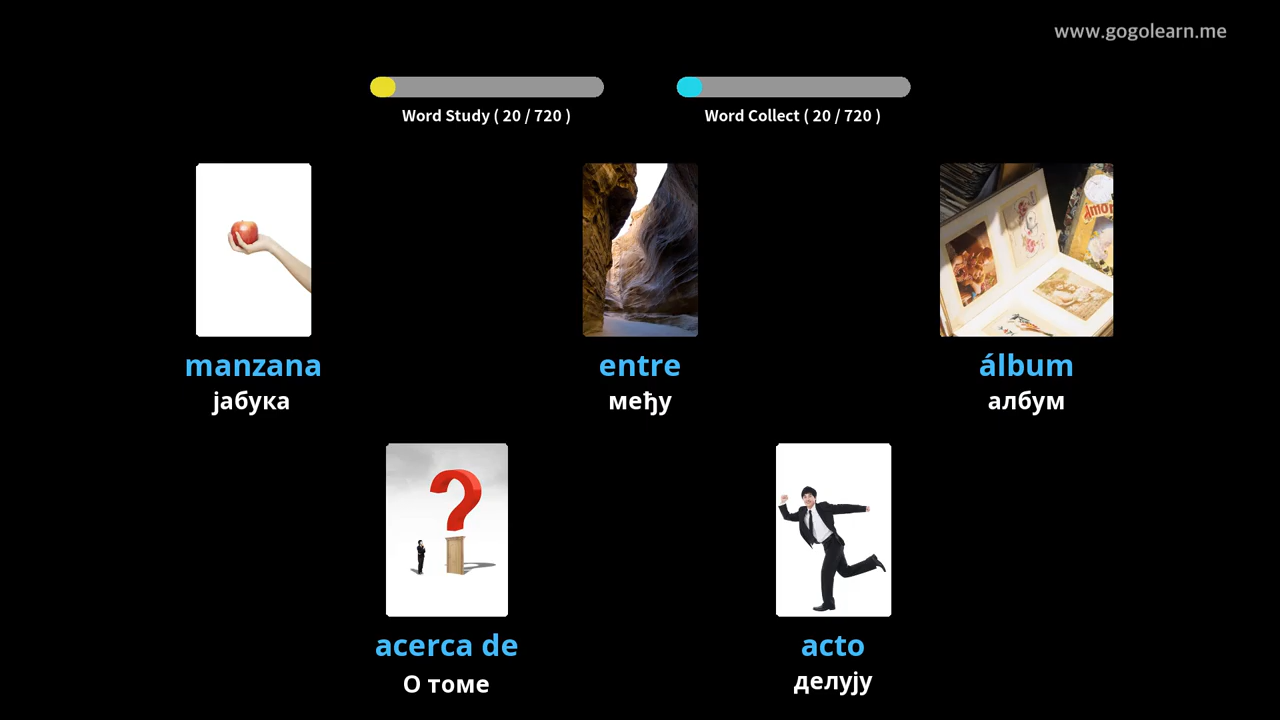 www.gogolearn.me
Word Study ( 20 / 720 )
Word Collect ( 20 / 720 )
manzana
јабука
entre
међу
álbum
албум
acerca de
О томе
acto
делују